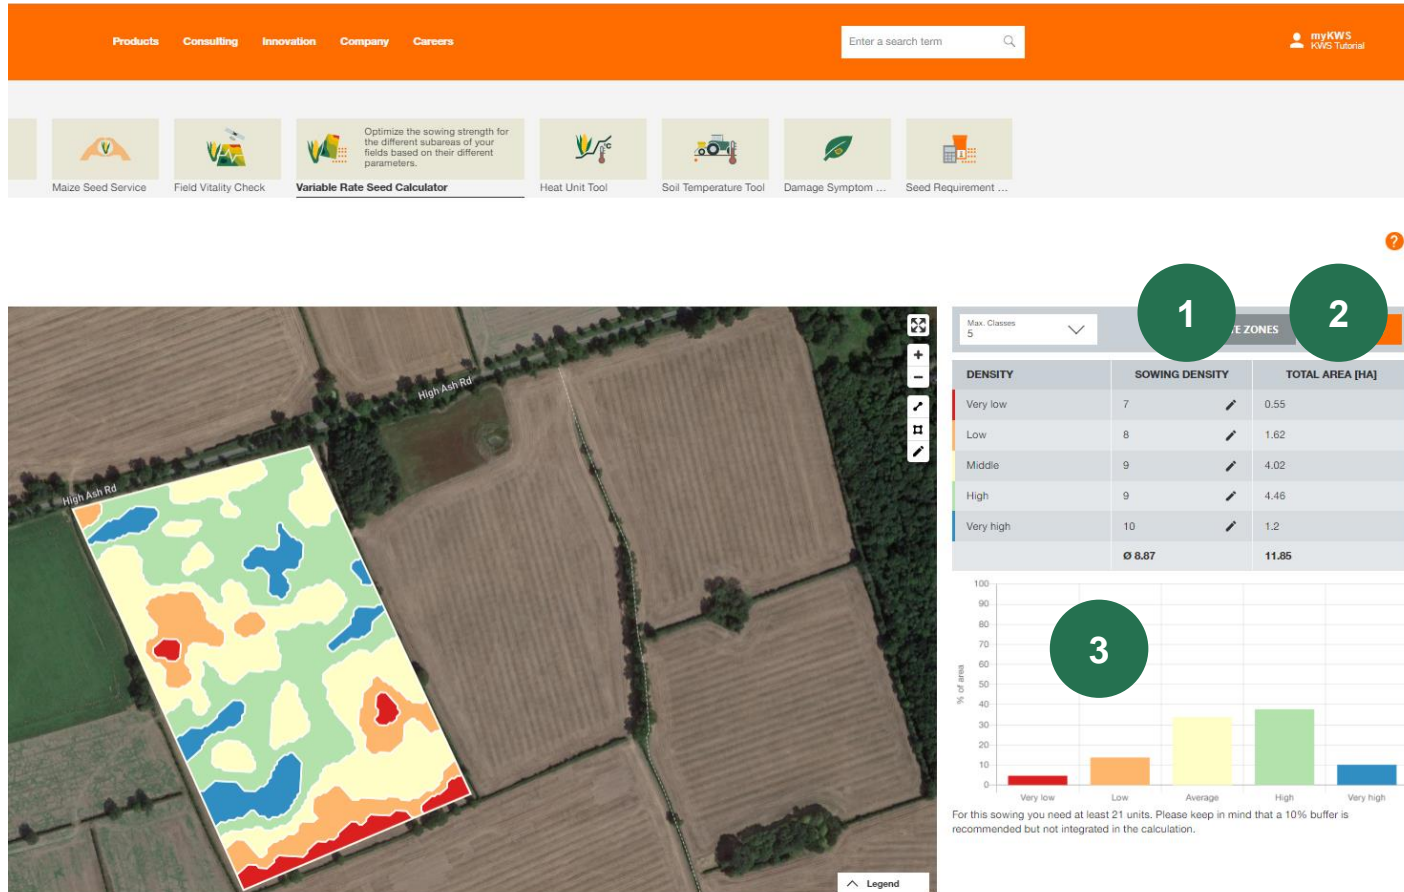 Products Consulting Innovation Company Careers
Enter a search term
myKWS
KWS Tutorial
Optimize the sowing strength for
the different subareas of your
fields based on their different
parameters.
Maize Seed Service
Field Vitality Check
Variable Rate Seed Calculator
Heat Unit Tool
Soil Temperature Tool
Damage Symptom ...
Seed Requirement ...
?
1
2
Max. Classes
5
ZONES
High Ash Rd
High Ash Rd
Legend
DENSITY SOWING DENSITY TOTAL AREA [HA]
Very low 7 0.55
Low 8 1.62
Middle 9 4.02
High 9 4.46
Very high 10 1.2
Ø 8.87 11.85
3
% of area
100
90
80
70
60
50
40
30
20
10
0
Very low Low Average High Very high
For this sowing you need at least 21 units. Please keep in mind that a 10% buffer is
recommended but not integrated in the calculation.